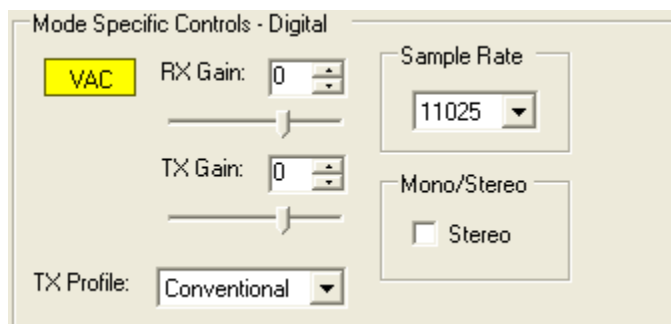 Mode Specific Controls - Digital
VAC
RX Gain: 0
Sample Rate
11025
TX Gain: 0
Mono/Stereo
Stereo
TX Profile: Conventional